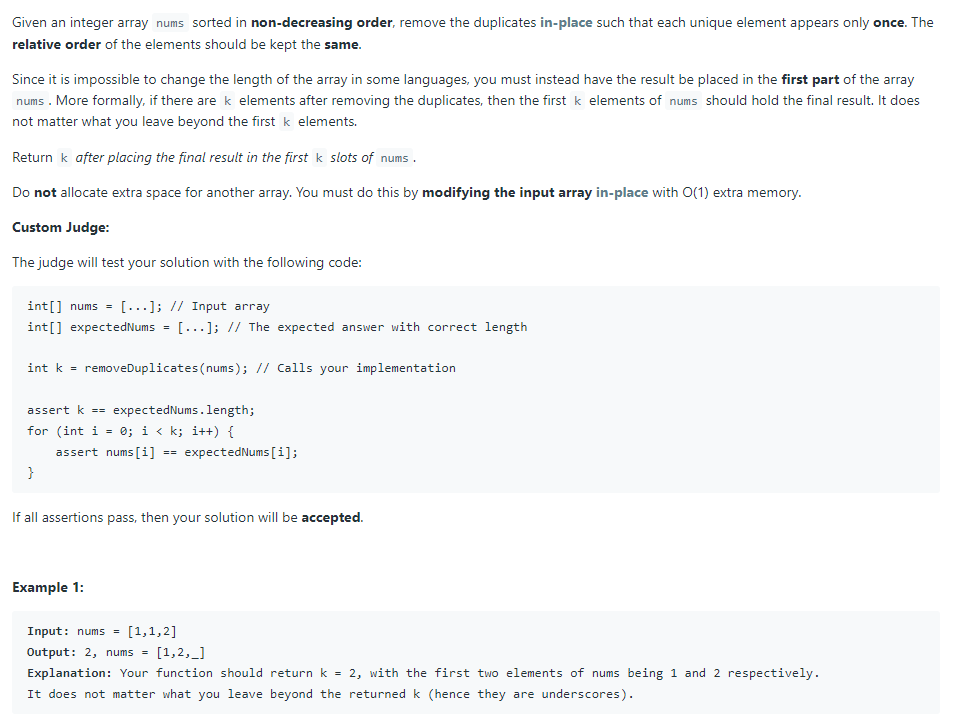 Given an integer array nums sorted in non-decreasing order, remove the duplicates in-place such that each unique element appears only once. The
relative order of the elements should be kept the same.
Since it is impossible to change the length of the array in some languages, you must instead have the result be placed in the first part of the array
nums . More formally, if there are k elements after removing the duplicates, then the first k elements of nums should hold the final result. It does
not matter what you leave beyond the first k elements.
Return k after placing the final result in the first k slots of nums .
Do not allocate extra space for another array. You must do this by modifying the input array in-place with O(1) extra memory.
Custom Judge:
The judge will test your solution with the following code:
int[] nums = [...]; // Input array
int[] expectedNums = [...]; // The expected answer with correct length
int k = removeDuplicates(nums); // Calls your implementation
assert k == expectedNums.length;
for (int i = 0; i < k; i++) {
    assert nums[i] == expectedNums[i];
}
If all assertions pass, then your solution will be accepted.
Example 1:
Input: nums = [1,1,2]
Output: 2, nums = [1,2,_]
Explanation: Your function should return k = 2, with the first two elements of nums being 1 and 2 respectively.
It does not matter what you leave beyond the returned k (hence they are underscores).